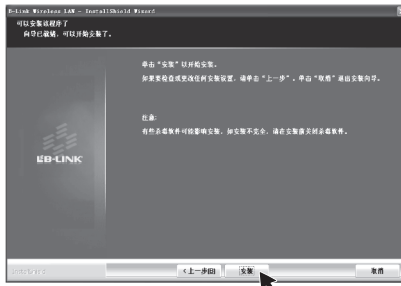 B-Link Wireless LAN - InstallShield Wizard
可以安装该程序了
向导已就绪，可以开始安装了。
单击“安装”以开始安装。
如果要检查或更改任何安装设置，请单击“上一步”。单击“取消”退出安装向导。
注意：
有些杀毒软件可能影响安装，如安装不完全，请在安装前关闭杀毒软件。
LB-LINK
InstallShield
<上一步(B)
安装
取消